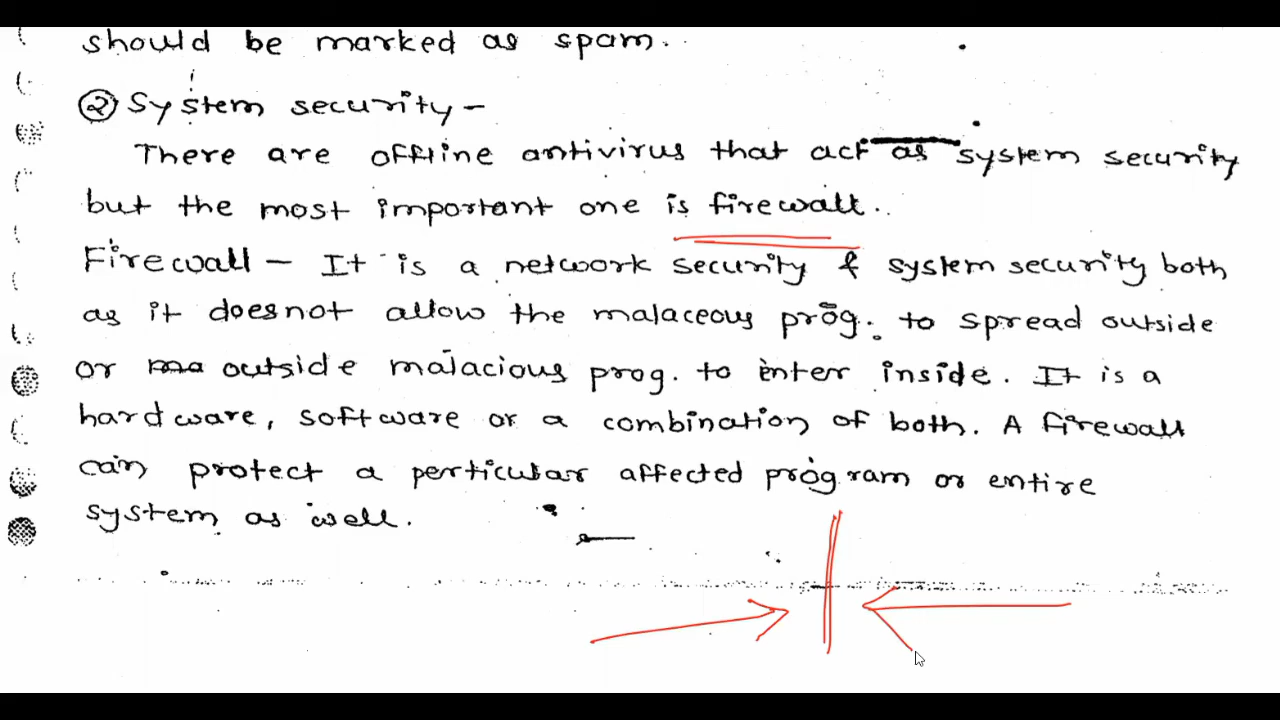 should be marked as spam.
② System security -
There are offline antivirus that act as system security
but the most important one is firewall.
Firewall - It is a network security & system security both
as it doesnot allow the malaceous prog. to spread outside
or ma outside malacious prog. to enter inside. It is a
hardware, software or a combination of both. A firewall
can protect a perticular affected program or entire
system as well.